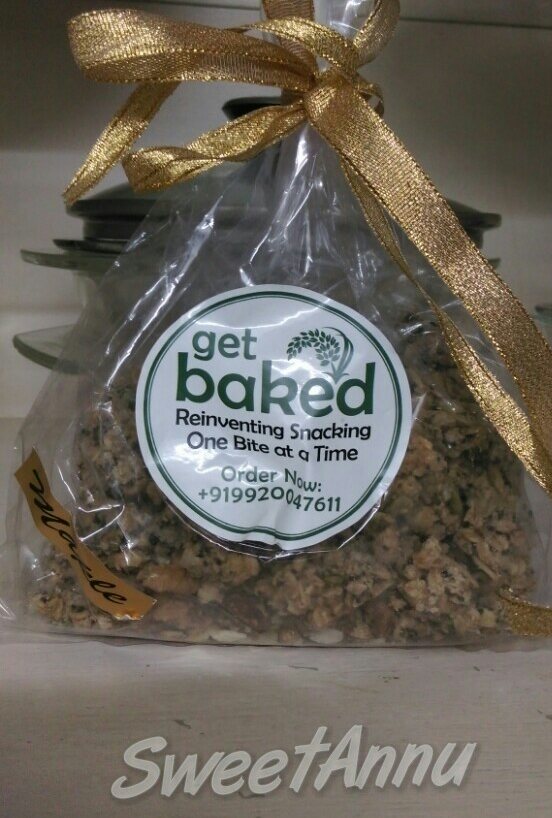 get
baked
Reinventing Snacking
One Bite at a Time
Order Now:
+919920047611
SweetAnnu